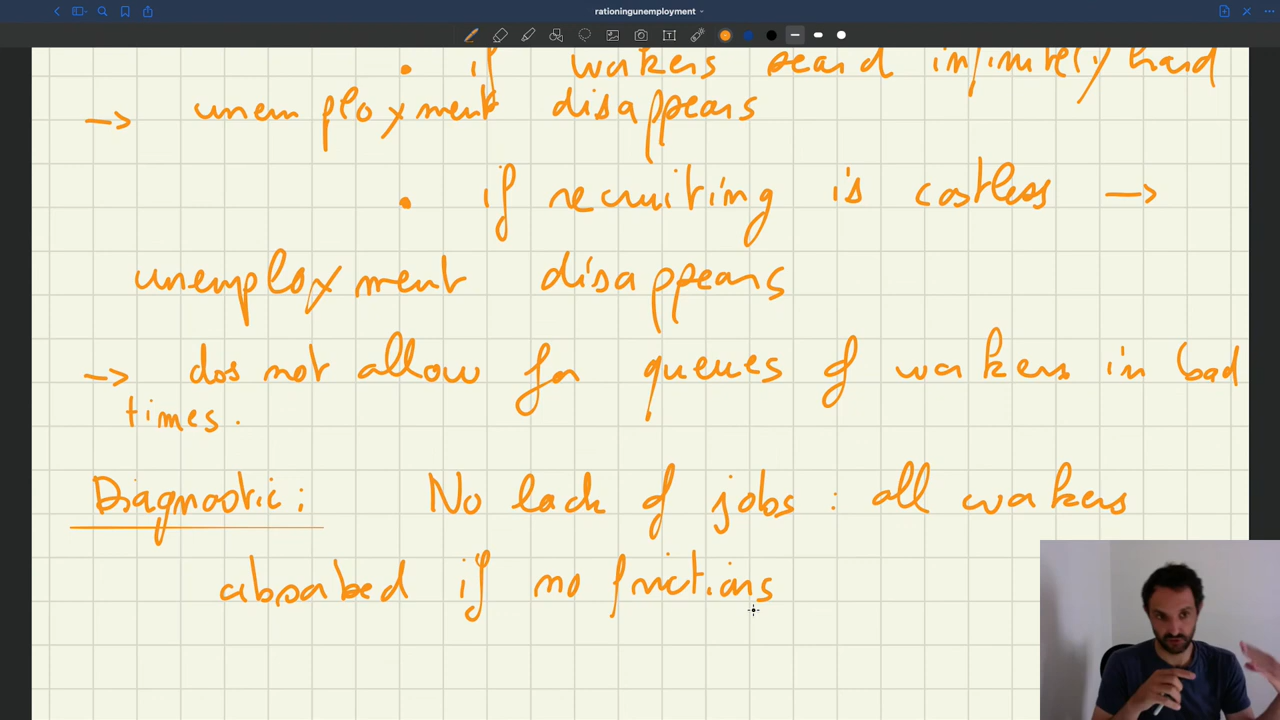 rationingunemployment
• if workers search infinitely hard
→ unemployment disappears
• if recruiting is costless →
unemployment disappears
→ dos not allow for queues of workers in bad
times.
Diagnostic: No lack of jobs: all workers
absorbed if no frictions